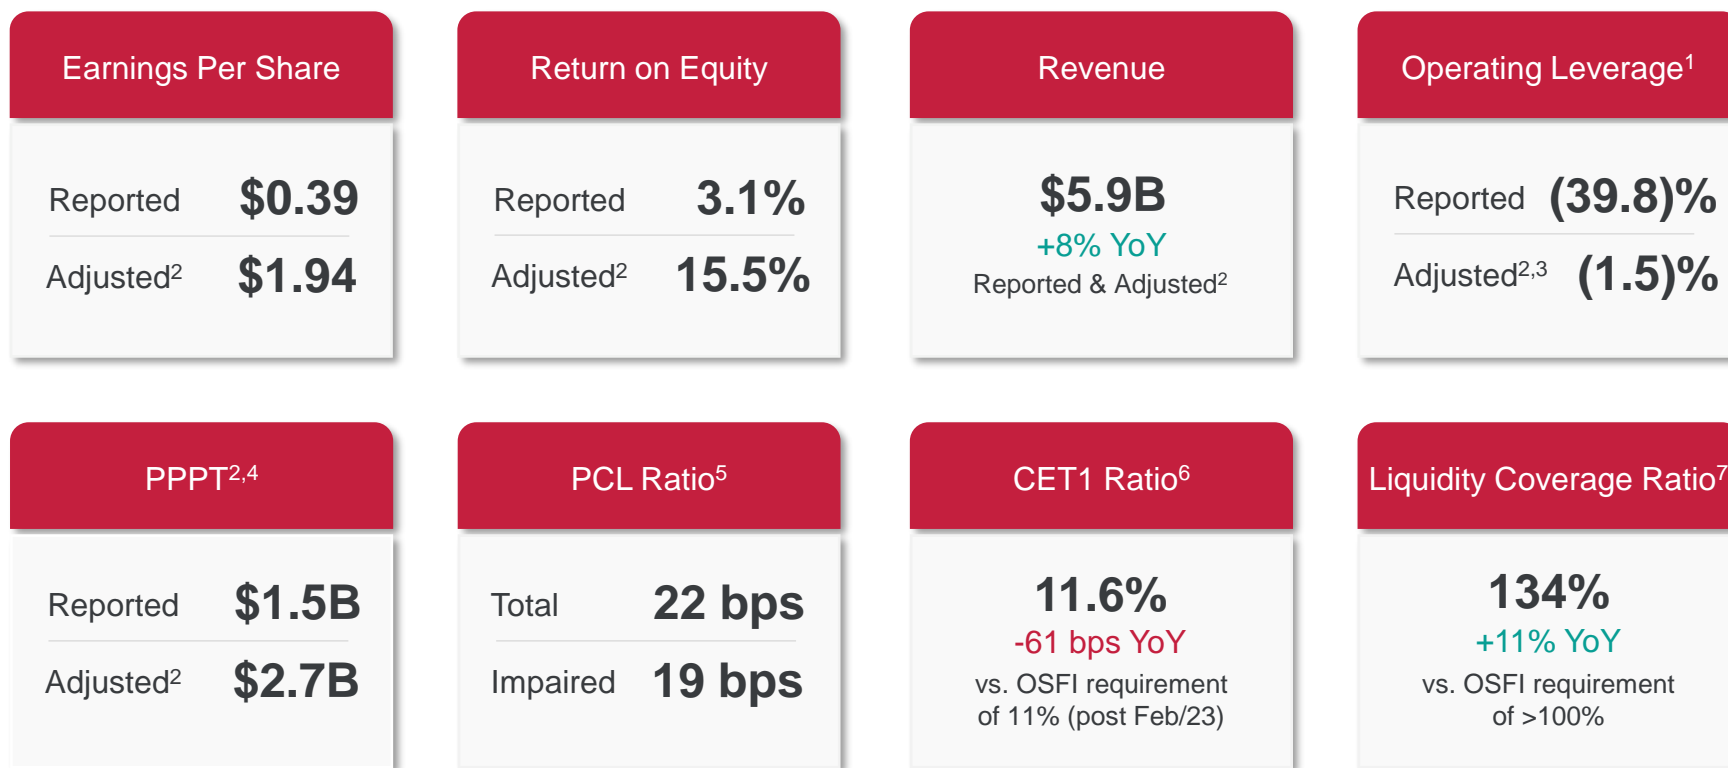 Earnings Per Share
Reported $0.39
Adjusted2 $1.94
Return on Equity
Reported 3.1%
Adjusted2 15.5%
Revenue
$5.9B
+8% YoY
Reported & Adjusted2
Operating Leverage1
Reported (39.8)%
Adjusted2,3 (1.5)%
PPPT2,4
Reported $1.5B
Adjusted2 $2.7B
PCL Ratio5
Total 22 bps
Impaired 19 bps
CET1 Ratio6
11.6%
-61 bps YoY
vs. OSFI requirement
of 11% (post Feb/23)
Liquidity Coverage Ratio7
134%
+11% YoY
vs. OSFI requirement
of >100%